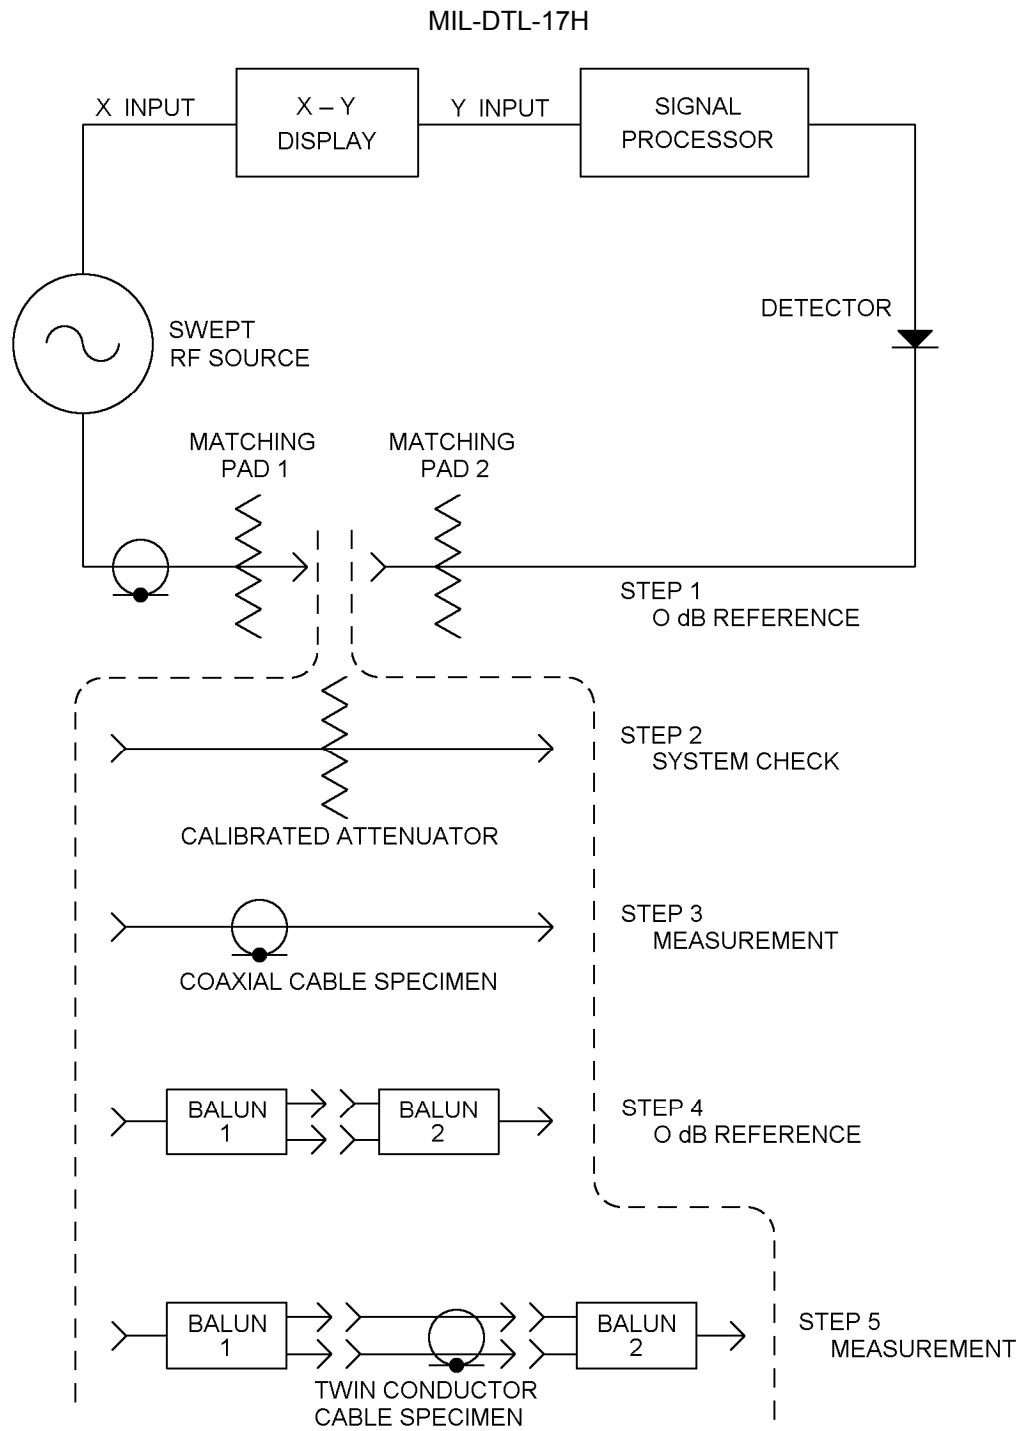 MIL-DTL-17H
X INPUT
X – Y
DISPLAY
Y INPUT
SIGNAL
PROCESSOR
DETECTOR
SWEPT
RF SOURCE
MATCHING
PAD 1
MATCHING
PAD 2
STEP 1
O dB REFERENCE
STEP 2
SYSTEM CHECK
CALIBRATED ATTENUATOR
STEP 3
MEASUREMENT
COAXIAL CABLE SPECIMEN
BALUN
1
BALUN
2
STEP 4
O dB REFERENCE
BALUN
1
BALUN
2
STEP 5
MEASUREMENT
TWIN CONDUCTOR
CABLE SPECIMEN